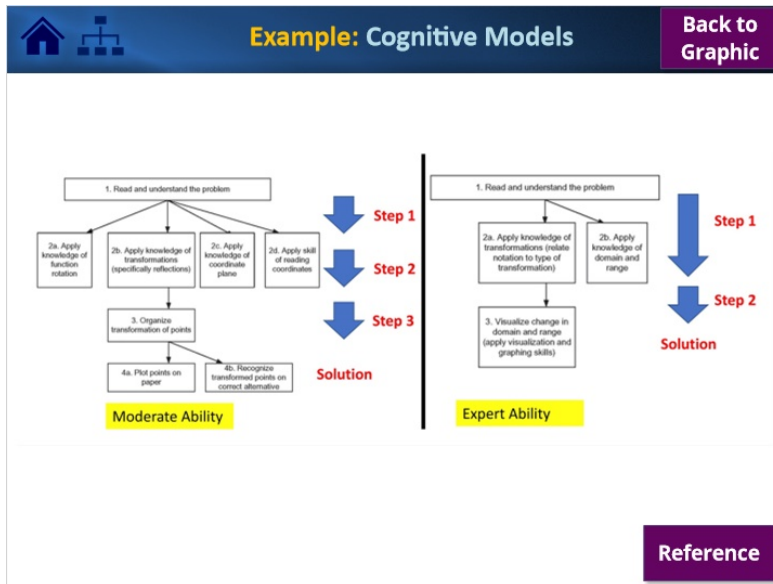 Example: Cognitive Models
Back to
Graphic
1. Read and understand the problem
2a. Apply
knowledge of
function
rotation
2b. Apply knowledge of
transformations
(specifically reflections)
2c. Apply
knowledge of
coordinate
plane
2d. Apply skill
of reading
coordinates
3. Organize
transformation of points
4a. Plot points on
paper
4b. Recognize
transformed points on
correct alternative
Step 1
Step 2
Step 3
Solution
Moderate Ability
1. Read and understand the problem
2a. Apply knowledge of
transformations (relate
notation to type of
transformation)
2b. Apply
knowledge of
domain and
range
3. Visualize change in
domain and range
(apply visualization and
graphing skills)
Step 1
Step 2
Solution
Expert Ability
Reference